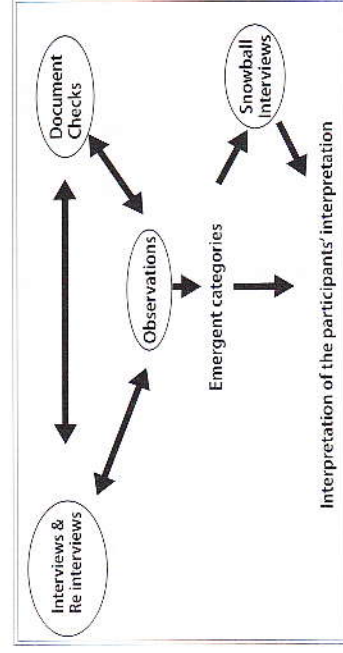 Interviews &
Re interviews
Document
Checks
Observations
Emergent categories
Snowball
Interviews
Interpretation of the participants' interpretation